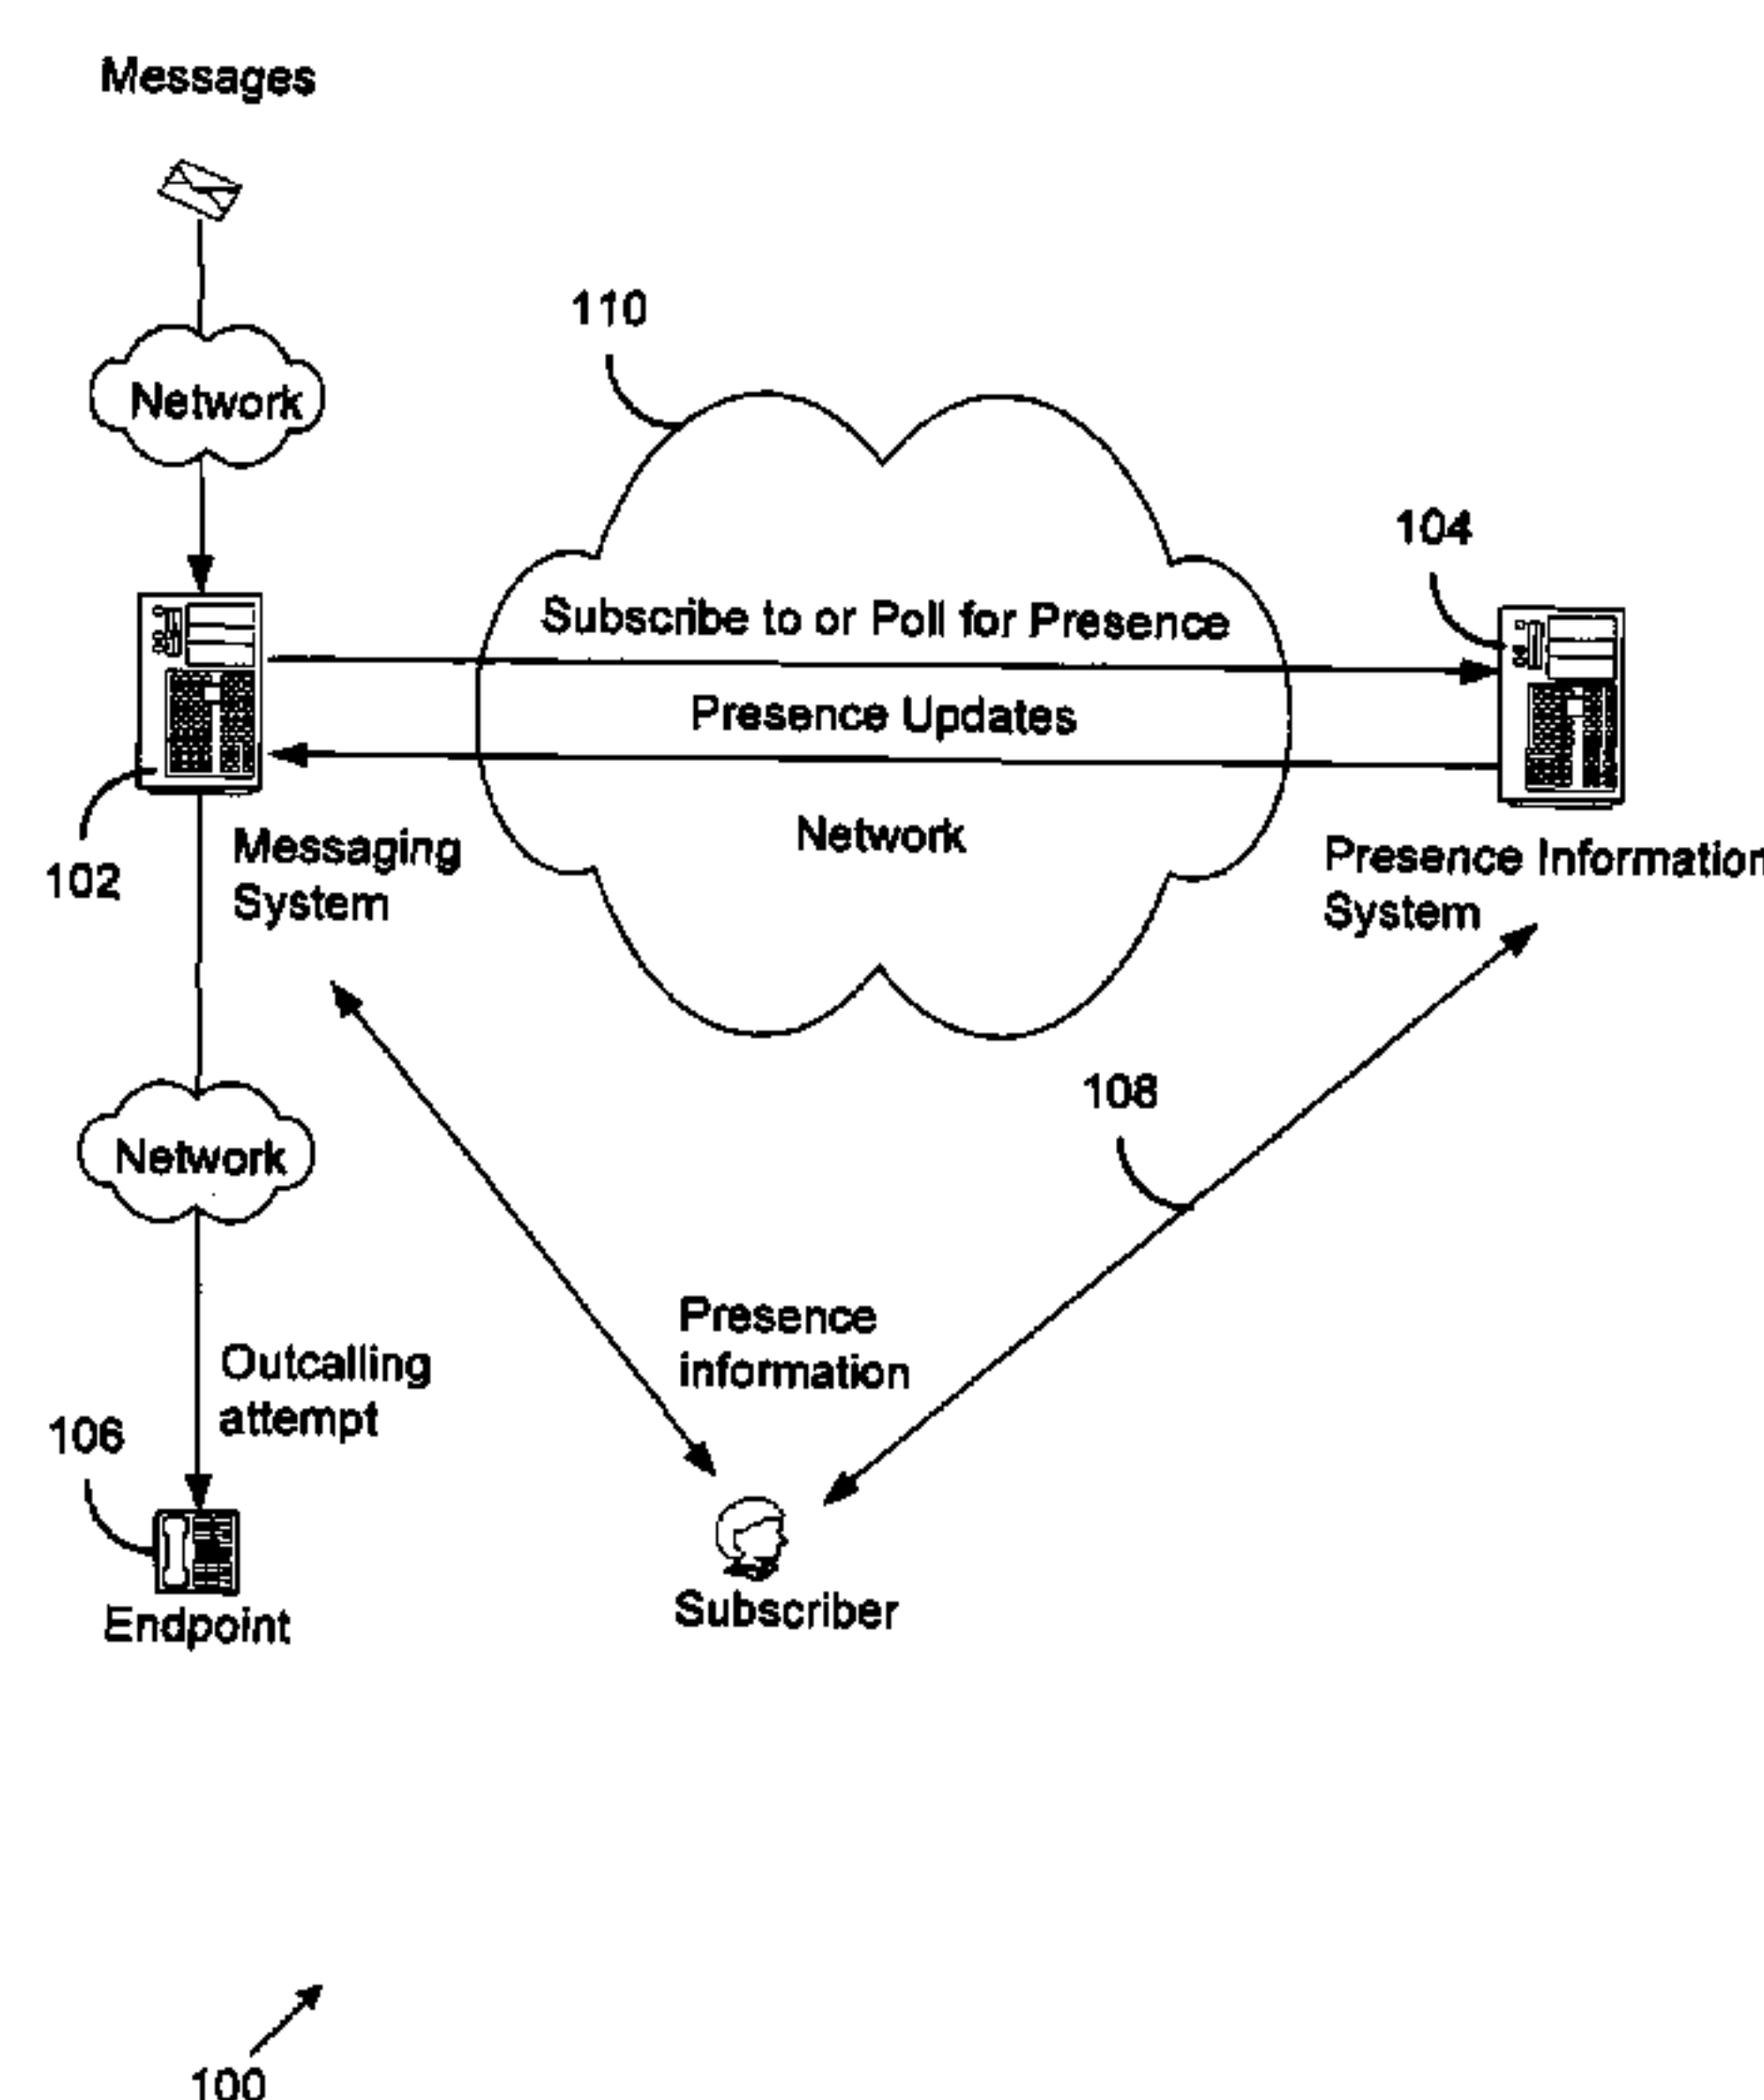 Messages
Network
110
104
Subscribe to or Poll for Presence
Presence Updates
Network
102
Messaging
System
Presence Information
System
108
Network
Presence
information
Outcalling
attempt
106
Endpoint
Subscriber
100